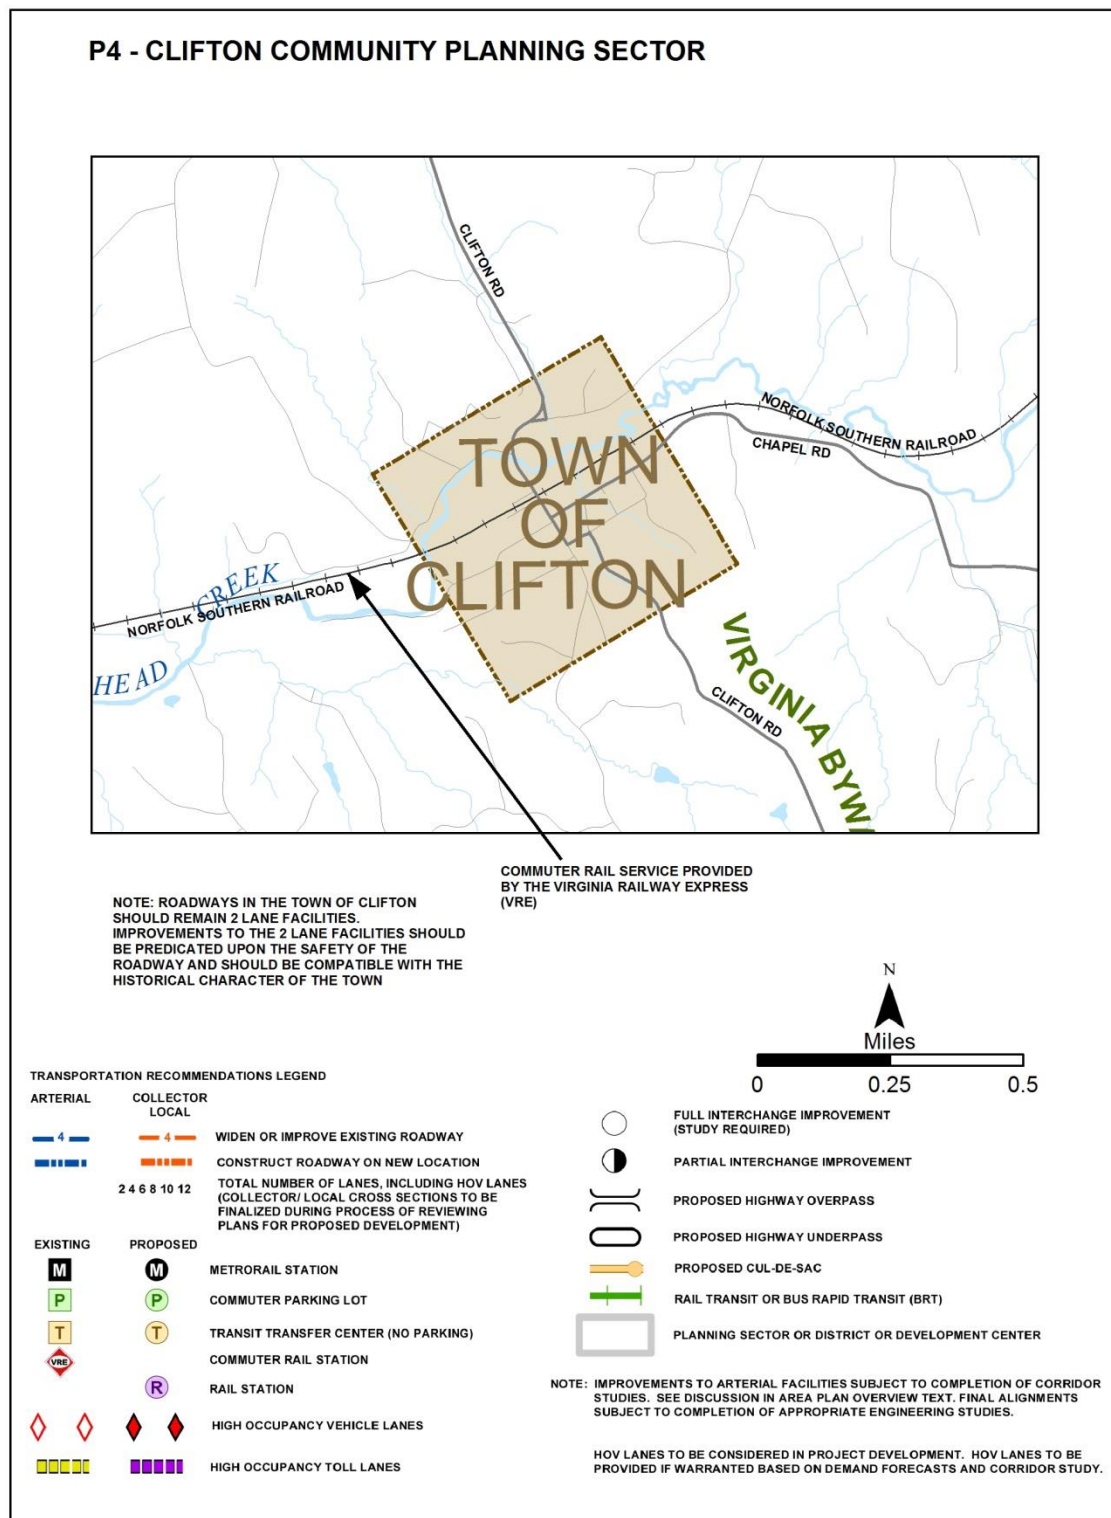 P4 - CLIFTON COMMUNITY PLANNING SECTOR
CLIFTON RD
NORFOLK SOUTHERN RAILROAD
CHAPEL RD
TOWN
OF
CLIFTON
CREEK
NORFOLK SOUTHERN RAILROAD
HEAD
VIRGINIA BYWA
CLIFTON RD
COMMUTER RAIL SERVICE PROVIDED
BY THE VIRGINIA RAILWAY EXPRESS
(VRE)
NOTE: ROADWAYS IN THE TOWN OF CLIFTON
SHOULD REMAIN 2 LANE FACILITIES.
IMPROVEMENTS TO THE 2 LANE FACILITIES SHOULD
BE PREDICATED UPON THE SAFETY OF THE
ROADWAY AND SHOULD BE COMPATIBLE WITH THE
HISTORICAL CHARACTER OF THE TOWN
N
Miles
0 0.25 0.5
TRANSPORTATION RECOMMENDATIONS LEGEND
ARTERIAL COLLECTOR
LOCAL
4 4 WIDEN OR IMPROVE EXISTING ROADWAY
CONSTRUCT ROADWAY ON NEW LOCATION
2 4 6 8 10 12 TOTAL NUMBER OF LANES, INCLUDING HOV LANES
(COLLECTOR/ LOCAL CROSS SECTIONS TO BE
FINALIZED DURING PROCESS OF REVIEWING
PLANS FOR PROPOSED DEVELOPMENT)
EXISTING PROPOSED
M M METRORAIL STATION
P P COMMUTER PARKING LOT
T T TRANSIT TRANSFER CENTER (NO PARKING)
VRE COMMUTER RAIL STATION
R RAIL STATION
HIGH OCCUPANCY VEHICLE LANES
HIGH OCCUPANCY TOLL LANES
FULL INTERCHANGE IMPROVEMENT
(STUDY REQUIRED)
PARTIAL INTERCHANGE IMPROVEMENT
PROPOSED HIGHWAY OVERPASS
PROPOSED HIGHWAY UNDERPASS
PROPOSED CUL-DE-SAC
RAIL TRANSIT OR BUS RAPID TRANSIT (BRT)
PLANNING SECTOR OR DISTRICT OR DEVELOPMENT CENTER
NOTE: IMPROVEMENTS TO ARTERIAL FACILITIES SUBJECT TO COMPLETION OF CORRIDOR
STUDIES. SEE DISCUSSION IN AREA PLAN OVERVIEW TEXT. FINAL ALIGNMENTS
SUBJECT TO COMPLETION OF APPROPRIATE ENGINEERING STUDIES.
HOV LANES TO BE CONSIDERED IN PROJECT DEVELOPMENT. HOV LANES TO BE
PROVIDED IF WARRANTED BASED ON DEMAND FORECASTS AND CORRIDOR STUDY.